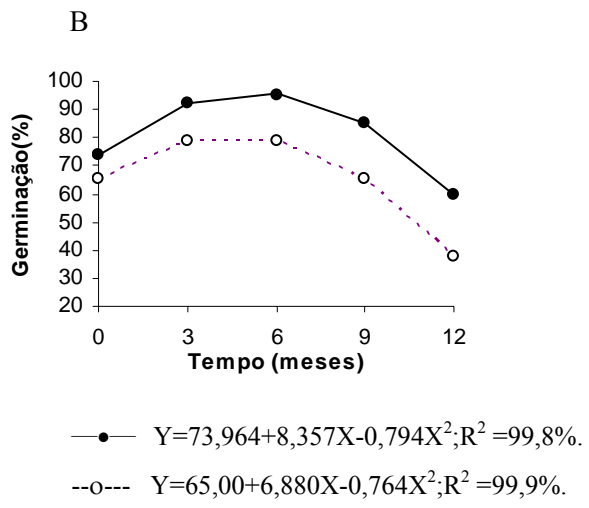 B
100
90
80
70
60
50
40
30
20
Germinação(%)
0 3 6 9 12
Tempo (meses)
Y=73,964+8,357X-0,794X²;R² =99,8%.
--o--- Y=65,00+6,880X-0,764X²;R² =99,9%.